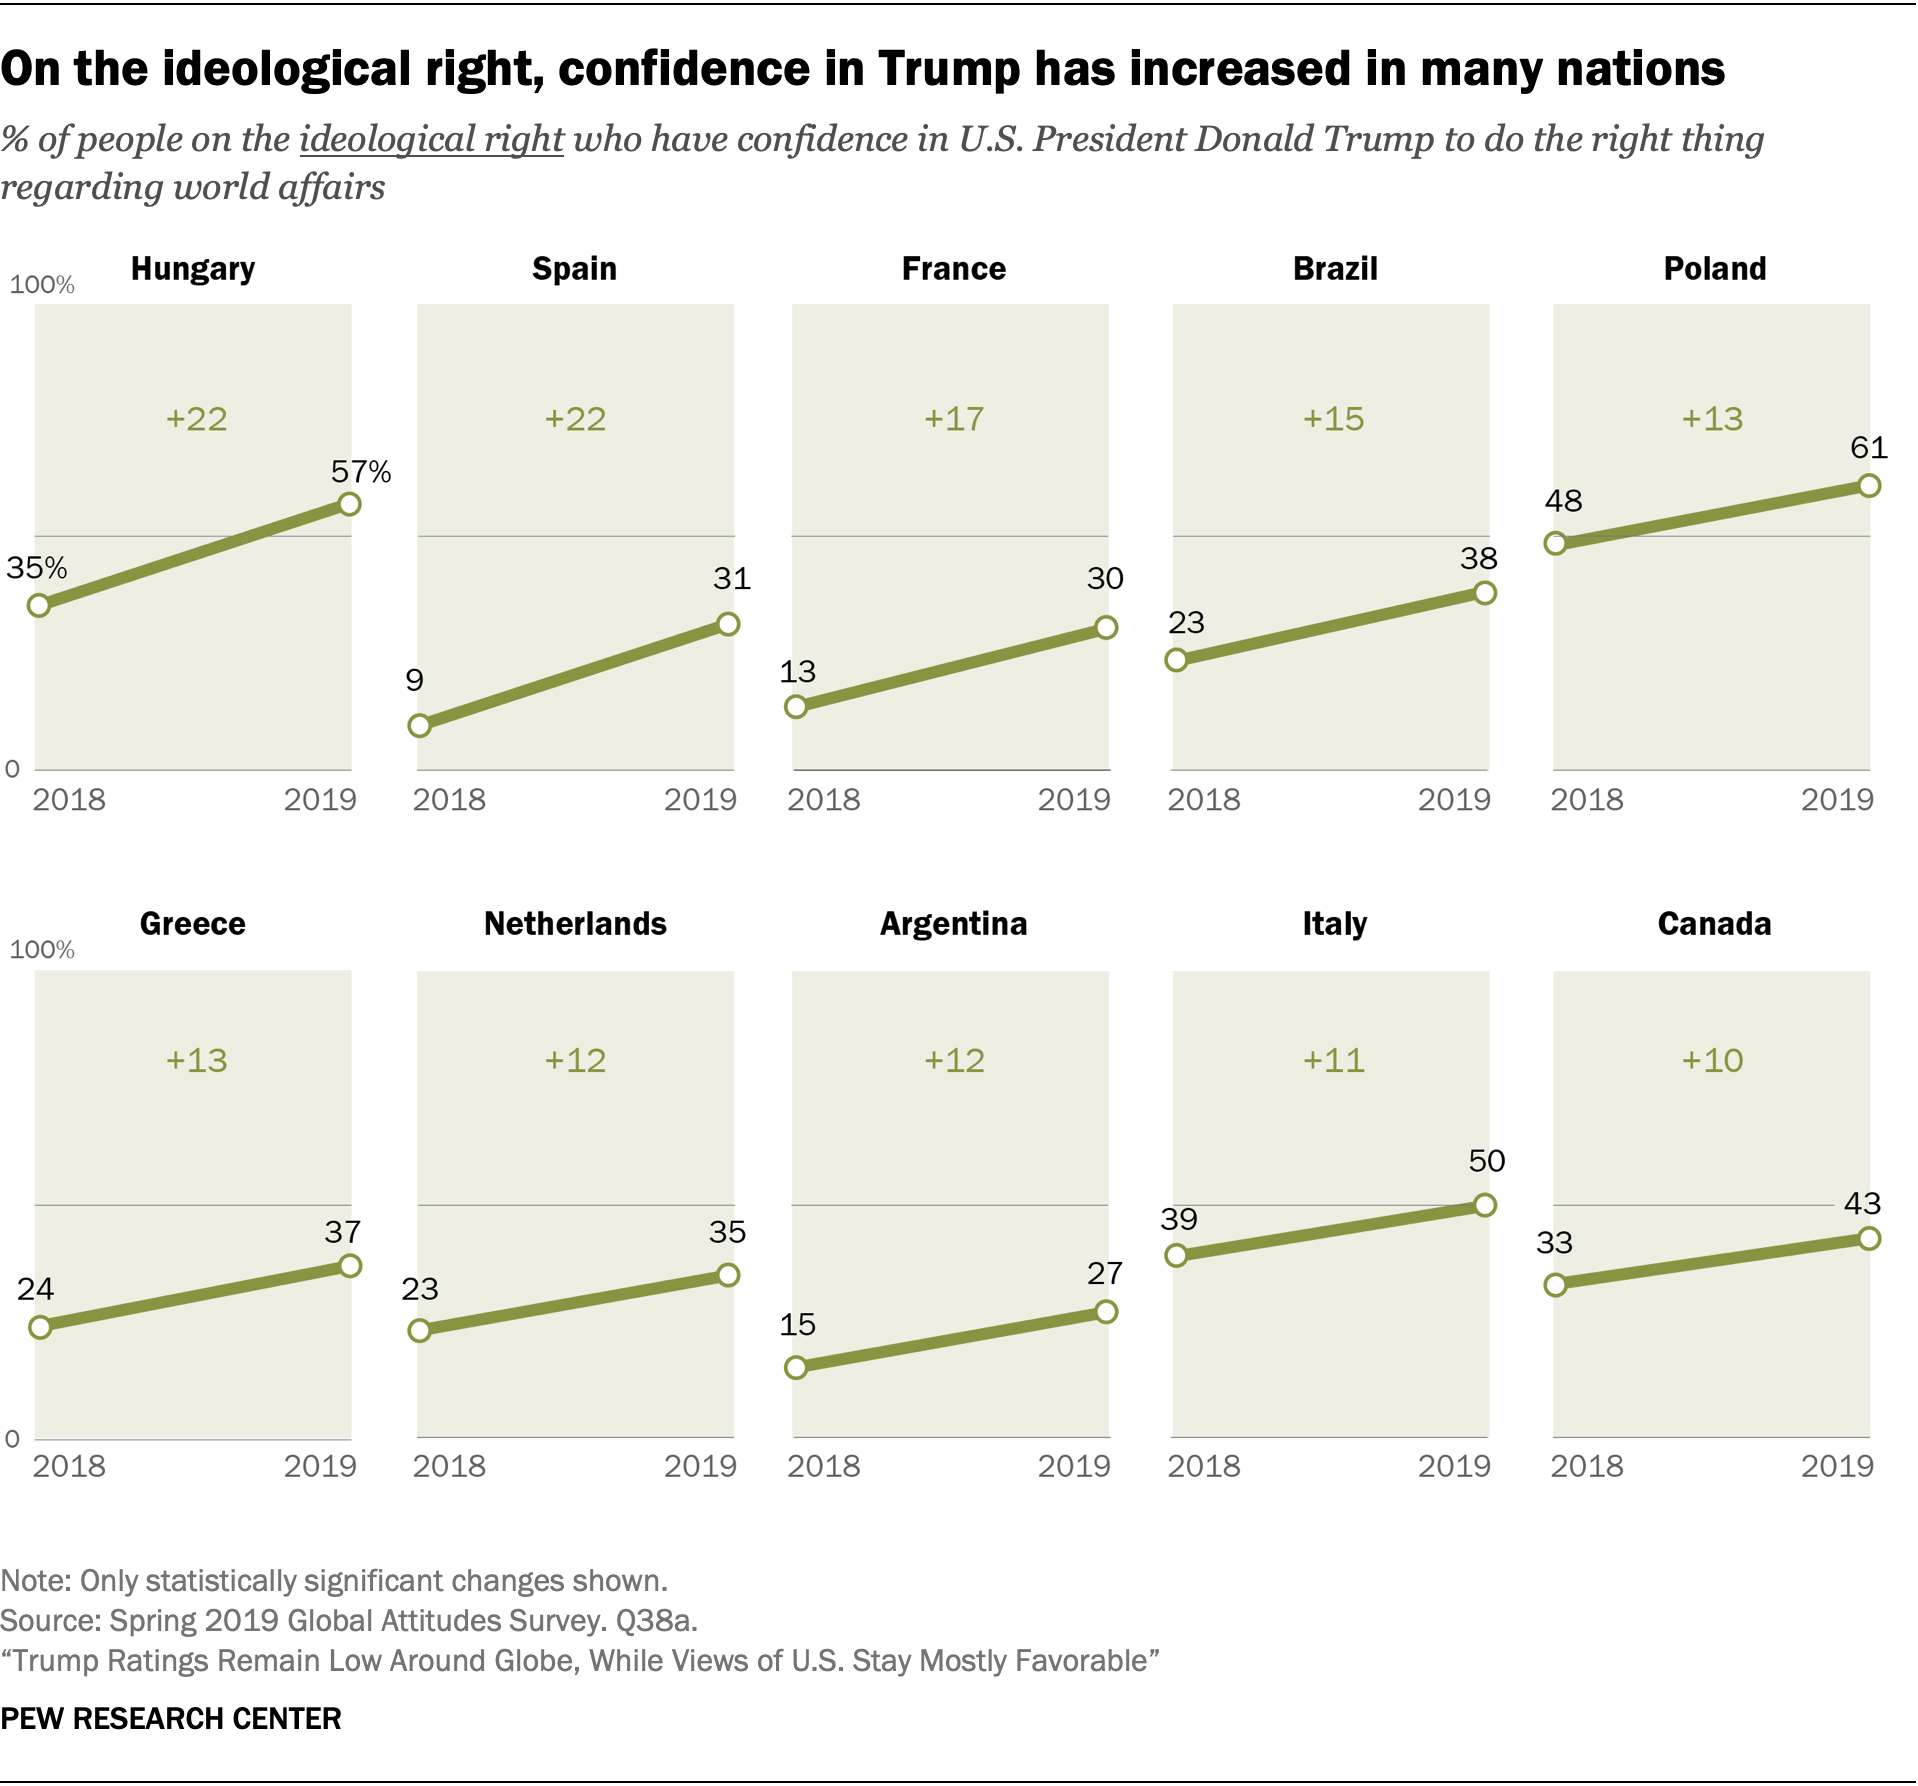 On the ideological right, confidence in Trump has increased in many nations
% of people on the ideological right who have confidence in U.S. President Donald Trump to do the right thing
regarding world affairs
Hungary Spain France Brazil Poland
100%
+22 +22 +17 +15 +13
57% 61
48
35% 31 30 38
23
9 13
0
2018 2019 2018 2019 2018 2019 2018 2019 2018 2019
Greece Netherlands Argentina Italy Canada
100%
+13 +12 +12 +11 +10
50
37 35 39 43
24 23 27 33
15
0
2018 2019 2018 2019 2018 2019 2018 2019 2018 2019
Note: Only statistically significant changes shown.
Source: Spring 2019 Global Attitudes Survey. Q38a.
“Trump Ratings Remain Low Around Globe, While Views of U.S. Stay Mostly Favorable”
PEW RESEARCH CENTER